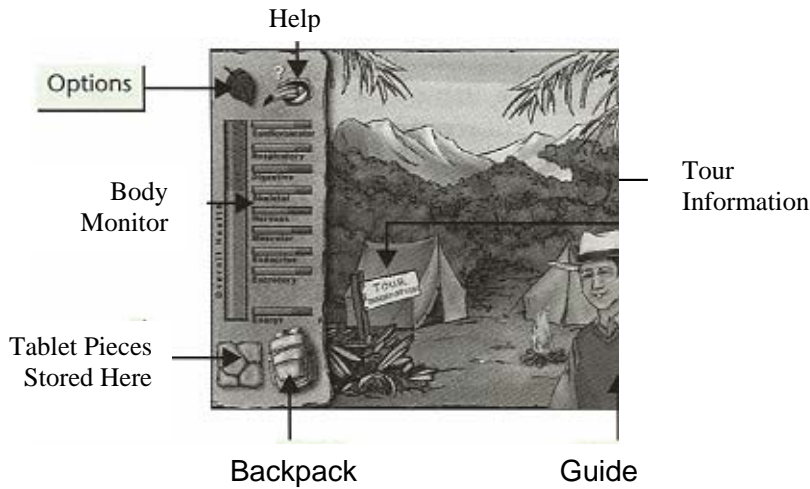 Help
Options
Body
Monitor
Tour
Information
Cardiovascular
Respiratory
Digestive
Skeletal
Nervous
Muscular
Endocrine
Excretory
Energy
Overall Health
TOUR
INFORMATION
Tablet Pieces
Stored Here
Backpack
Guide